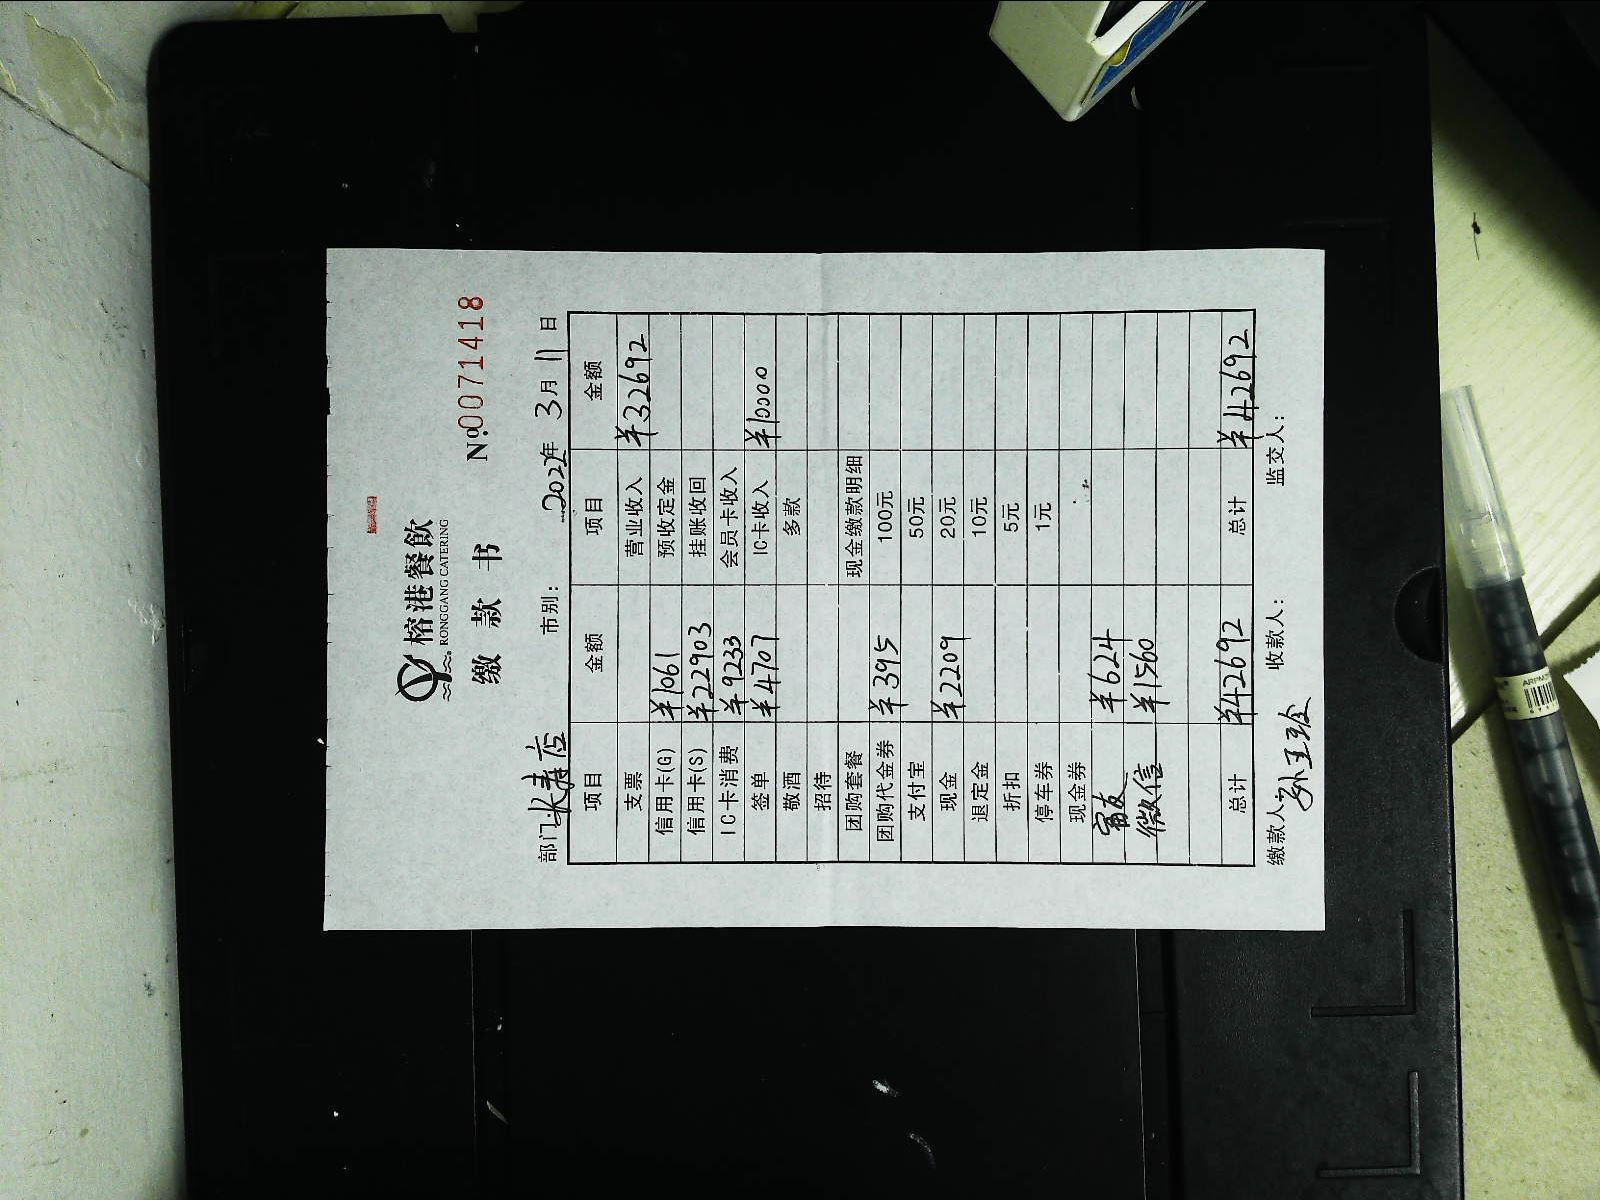 榕港餐飲
RONGGANG CATERING
缴 款 书 №0071418
部门:长寿店 市别: 2021年 3月 11日
项目 金额 项目 金额
支票 营业收入 ¥32692
信用卡(G) ¥1061 预收定金
信用卡(S) ¥22903 挂账收回
IC卡消费 ¥9233 会员卡收入
签单 ¥4707 IC卡收入 ¥10000
敬酒 多款
招待
团购套餐 现金缴款明细
团购代金券 ¥395 100元
支付宝 50元
现金 ¥2209 20元
退定金 10元
折扣 5元
停车券 1元
现金券
富友 ¥624
微信 ¥1560
总计 ¥42692 总计 ¥42692
缴款人: 收款人: 监交人: